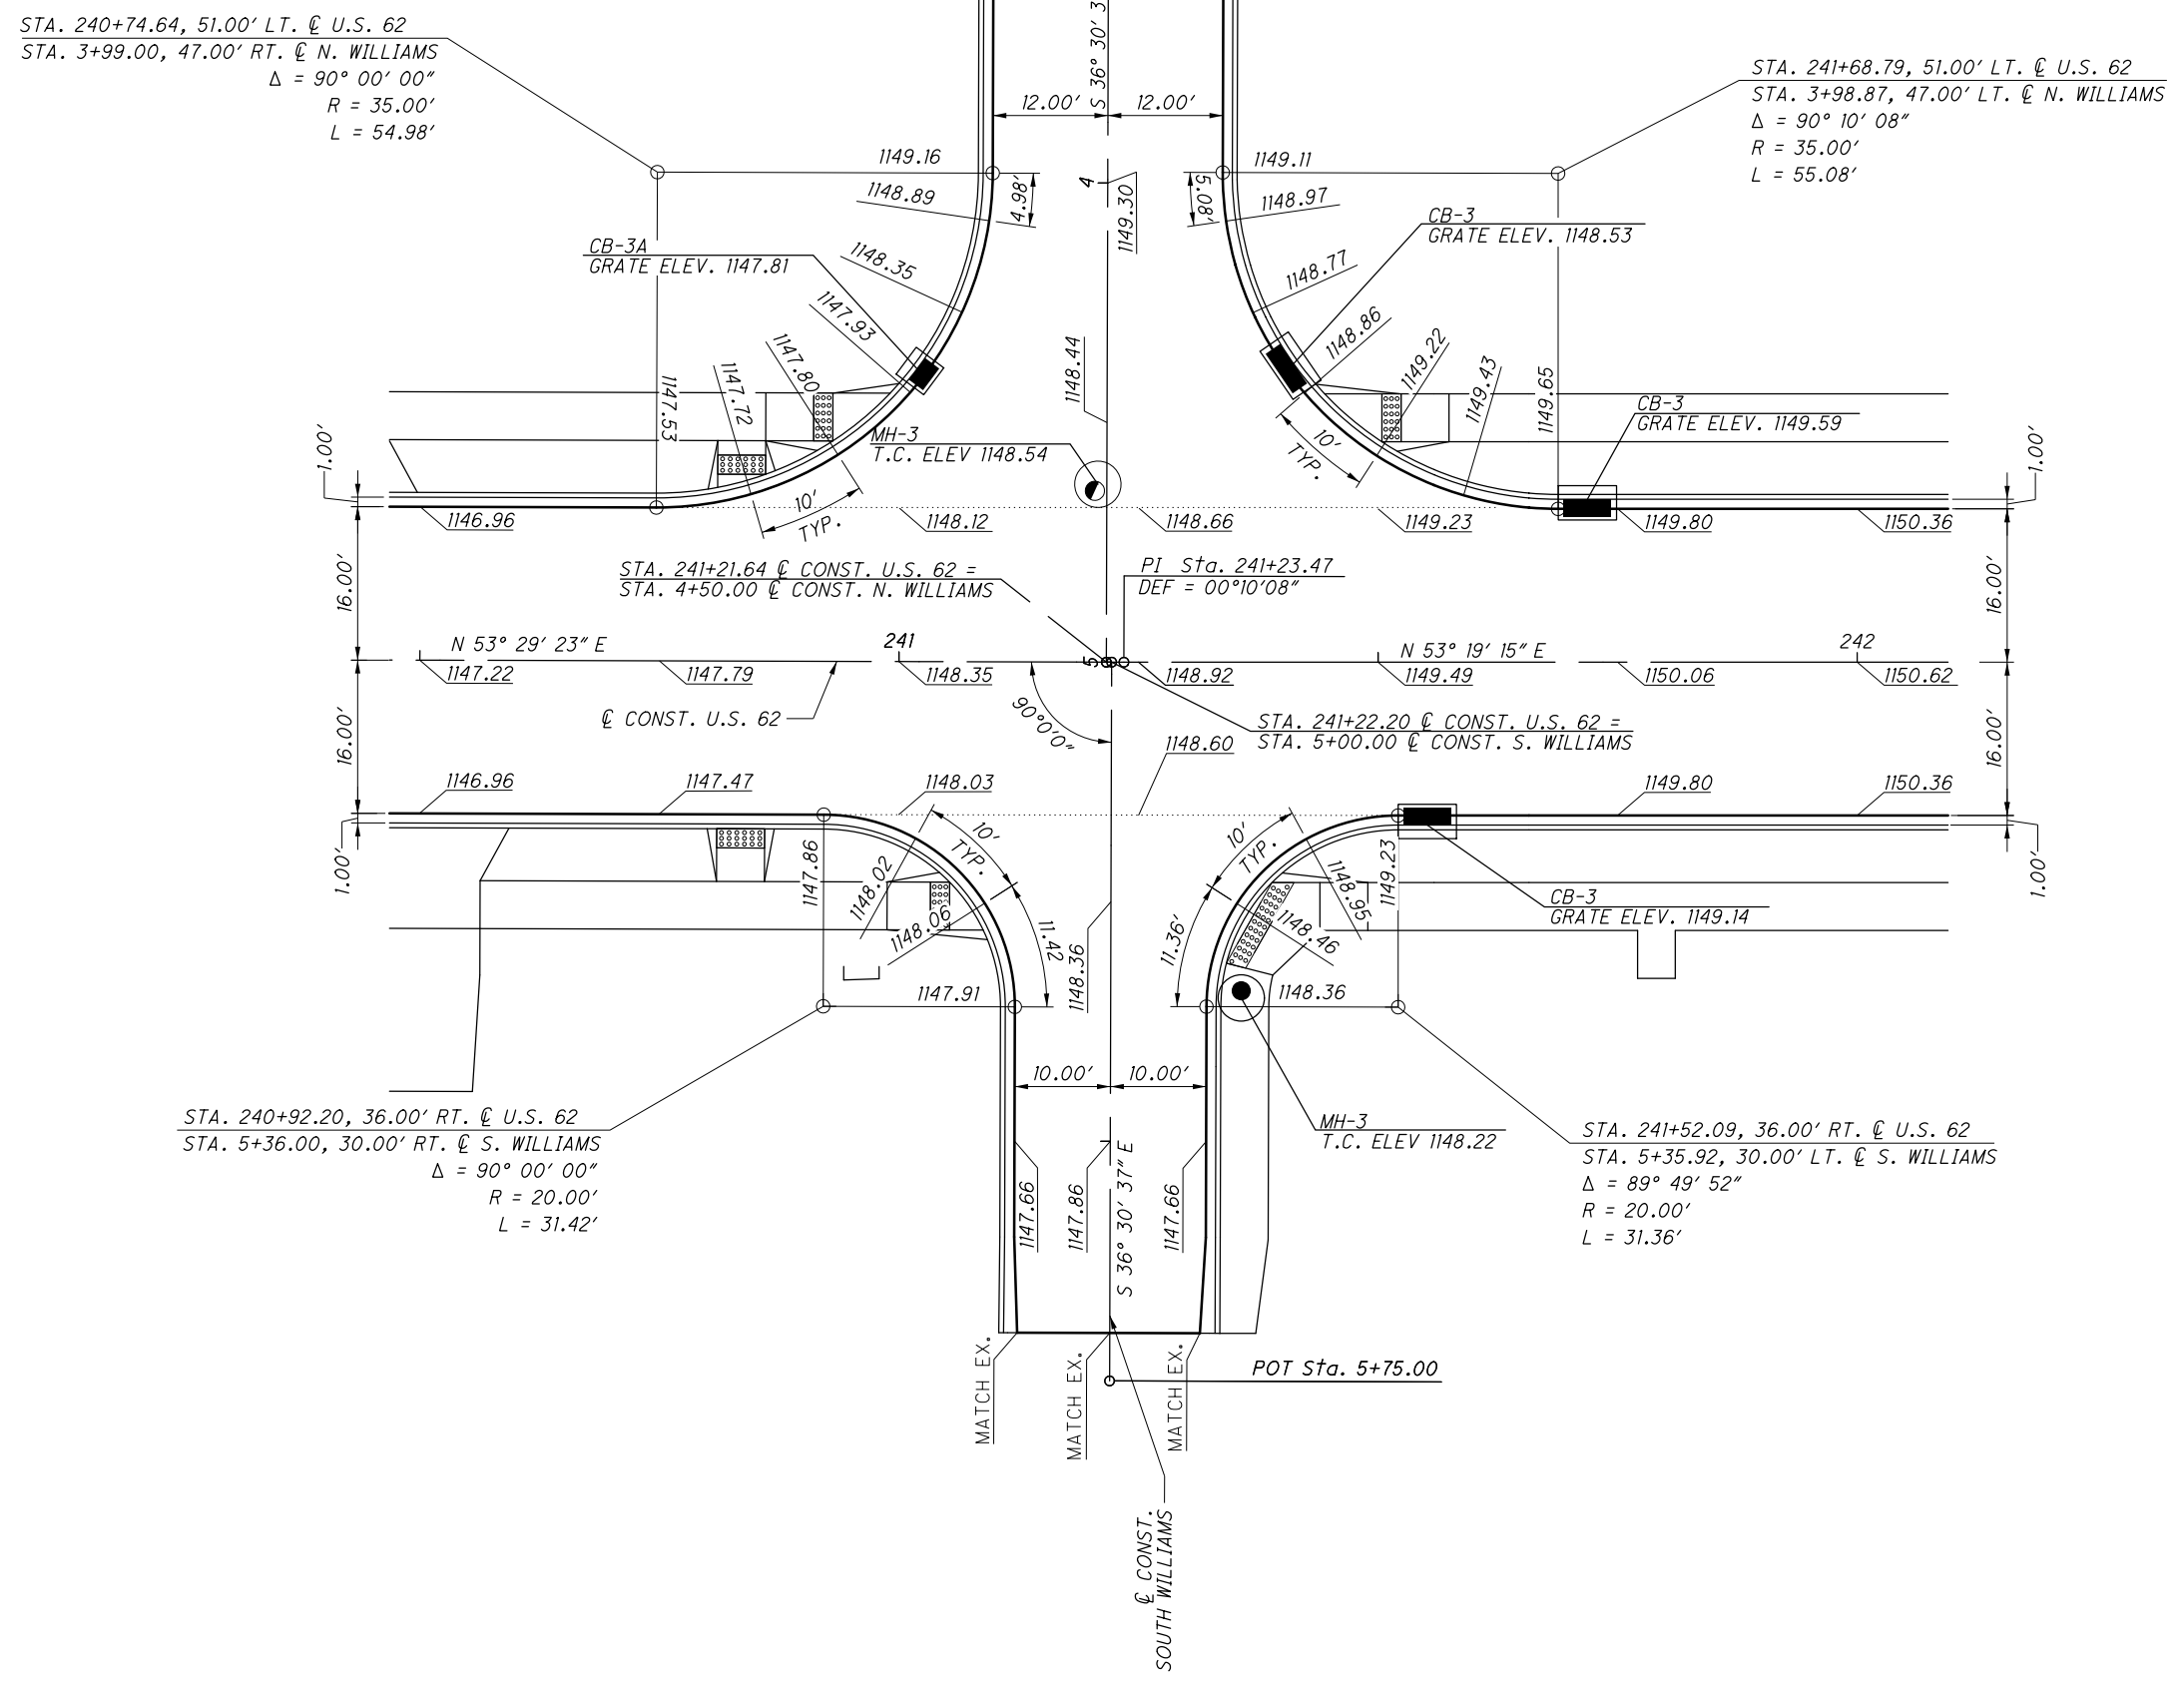 STA. 240+74.64, 51.00' LT. ℄ U.S. 62
STA. 3+99.00, 47.00' RT. ℄ N. WILLIAMS
Δ = 90° 00' 00"
R = 35.00'
L = 54.98'
S 36° 30' 3
12.00'
12.00'
STA. 241+68.79, 51.00' LT. ℄ U.S. 62
STA. 3+98.87, 47.00' LT. ℄ N. WILLIAMS
Δ = 90° 10' 08"
R = 35.00'
L = 55.08'
1149.16
1149.11
1148.89
4.98'
4
1149.30
5.08'
1148.97
CB-3
GRATE ELEV. 1148.53
CB-3A
GRATE ELEV. 1147.81
1148.35
1148.77
1147.93
1148.86
1147.80
1148.44
1149.22
1147.72
1147.53
1149.43
1149.65
CB-3
GRATE ELEV. 1149.59
MH-3
T.C. ELEV 1148.54
10'
TYP.
10'
TYP.
1.00'
1.00'
1146.96
1148.12
1148.66
1149.23
1149.80
1150.36
16.00'
16.00'
STA. 241+21.64 ℄ CONST. U.S. 62 =
STA. 4+50.00 ℄ CONST. N. WILLIAMS
PI Sta. 241+23.47
DEF = 00°10'08"
N 53° 29' 23" E
241
5
N 53° 19' 15" E
242
1147.22
1147.79
1148.35
1148.92
1149.49
1150.06
1150.62
℄ CONST. U.S. 62
90°0'0"
STA. 241+22.20 ℄ CONST. U.S. 62 =
STA. 5+00.00 ℄ CONST. S. WILLIAMS
16.00'
16.00'
1148.60
1146.96
1147.47
1148.03
1149.80
1150.36
1.00'
1.00'
10'
TYP.
10'
TYP.
1147.86
1148.02
1148.06
11.42
1148.36
11.36'
1148.95
1149.23
1148.46
CB-3
GRATE ELEV. 1149.14
1147.91
1148.36
10.00'
10.00'
STA. 240+92.20, 36.00' RT. ℄ U.S. 62
STA. 5+36.00, 30.00' RT. ℄ S. WILLIAMS
Δ = 90° 00' 00"
R = 20.00'
L = 31.42'
MH-3
T.C. ELEV 1148.22
STA. 241+52.09, 36.00' RT. ℄ U.S. 62
STA. 5+35.92, 30.00' LT. ℄ S. WILLIAMS
Δ = 89° 49' 52"
R = 20.00'
L = 31.36'
1147.66
1147.86
S 36° 30' 37" E
1147.66
MATCH EX.
MATCH EX.
MATCH EX.
POT Sta. 5+75.00
℄ CONST.
SOUTH WILLIAMS